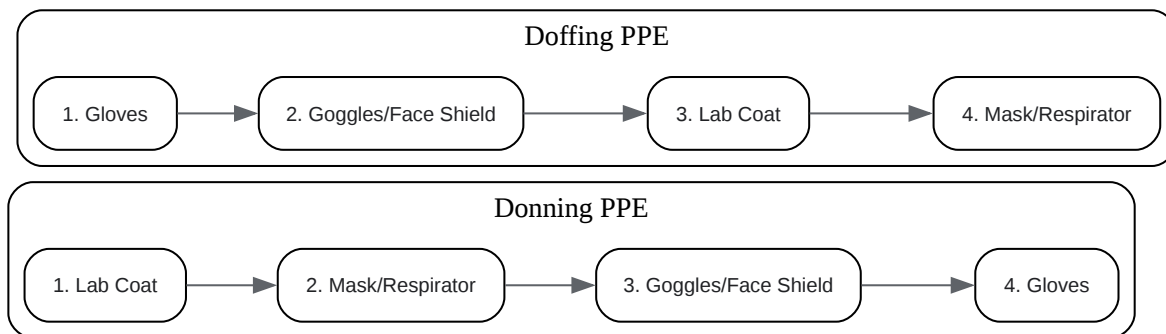 Doffing PPE
1. Gloves
2. Goggles/Face Shield
3. Lab Coat
4. Mask/Respirator
Donning PPE
1. Lab Coat
2. Mask/Respirator
3. Goggles/Face Shield
4. Gloves